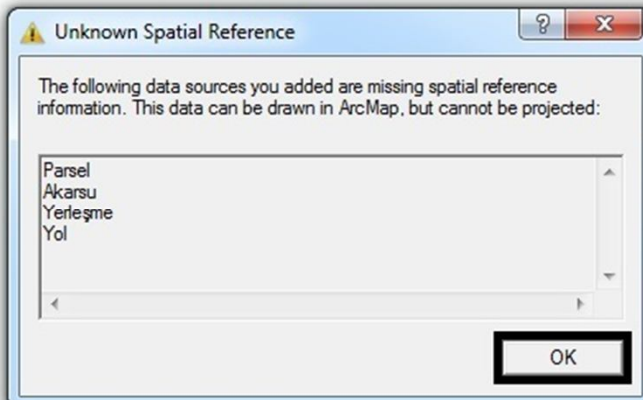 Unknown Spatial Reference
?
The following data sources you added are missing spatial reference
information. This data can be drawn in ArcMap, but cannot be projected:
Parsel
Akarsu
Yerleşme
Yol
OK